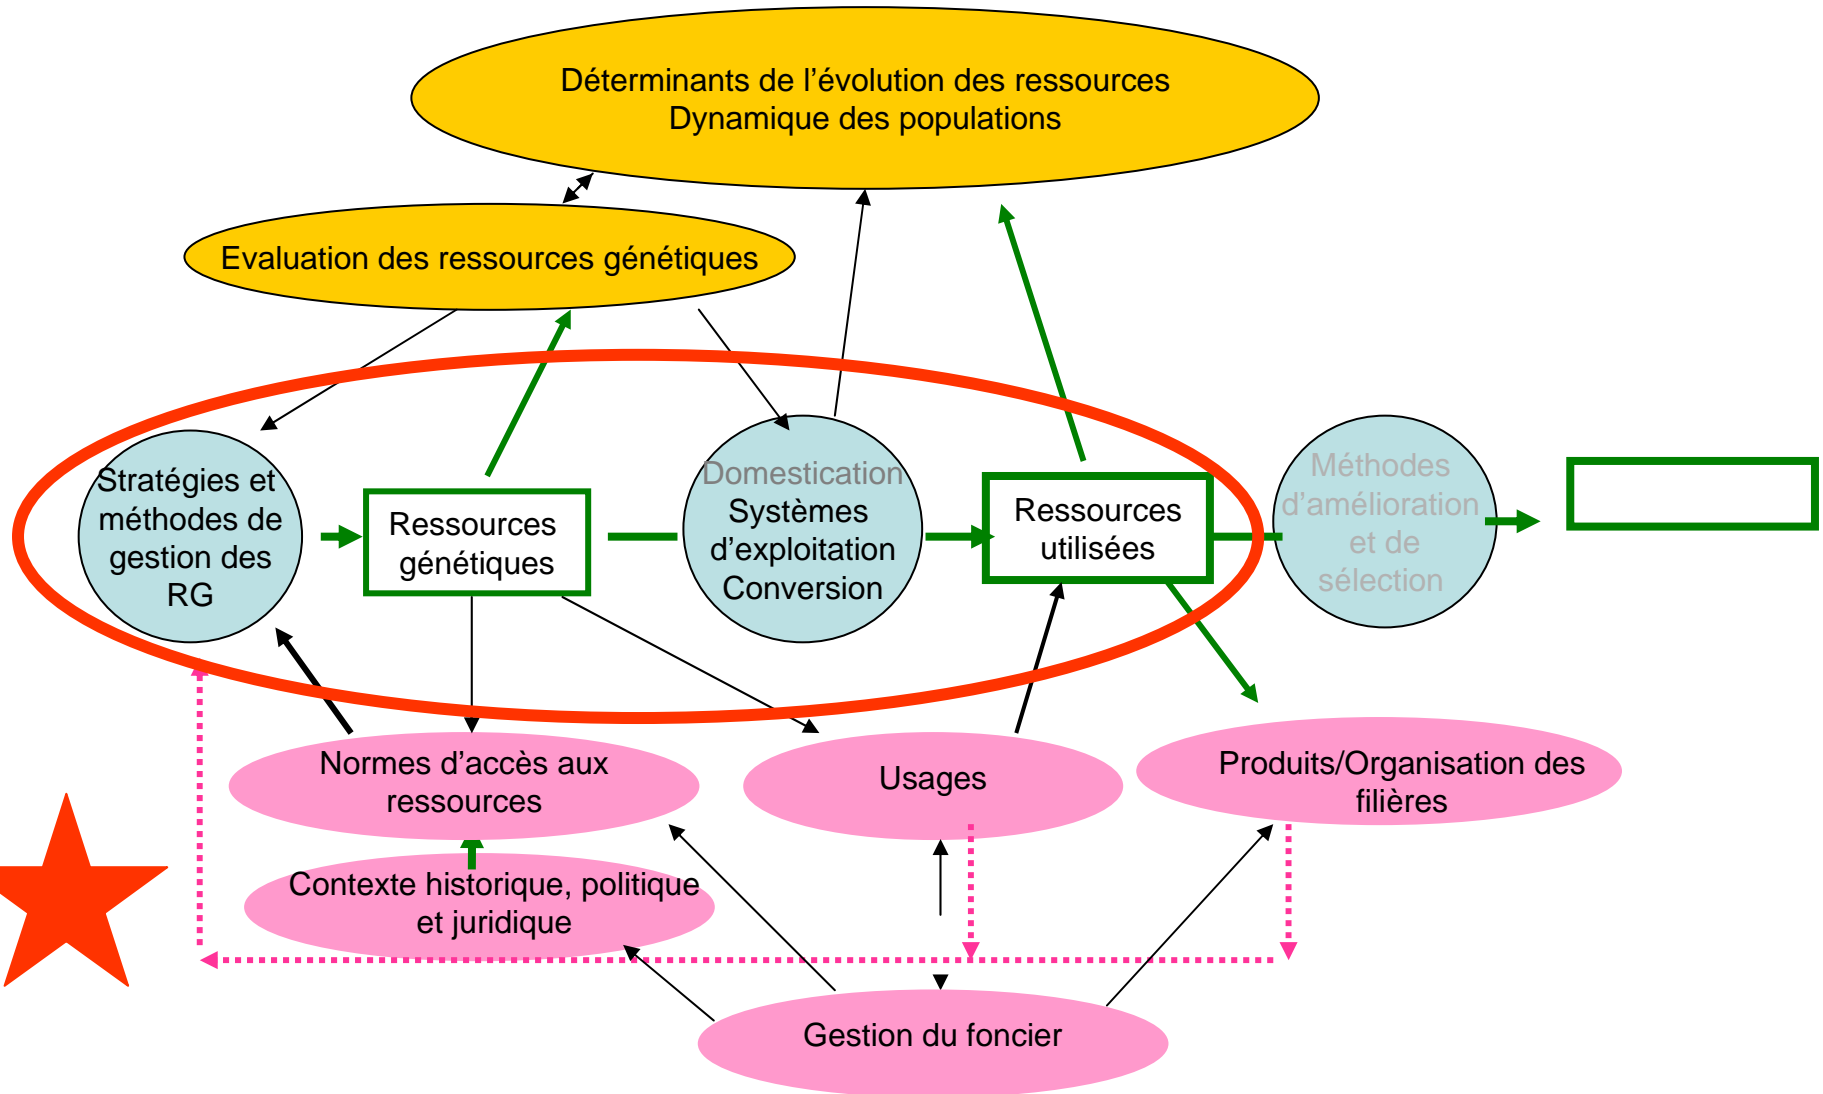 Déterminants de l’évolution des ressources
Dynamique des populations
Evaluation des ressources génétiques
Stratégies et
méthodes de
gestion des
RG
Ressources
génétiques
Domestication
Systèmes
d’exploitation
Conversion
Ressources
utilisées
Méthodes
d’amélioration
et de
sélection
Normes d’accès aux
ressources
Usages
Produits/Organisation des
filières
Contexte historique, politique
et juridique
Gestion du foncier